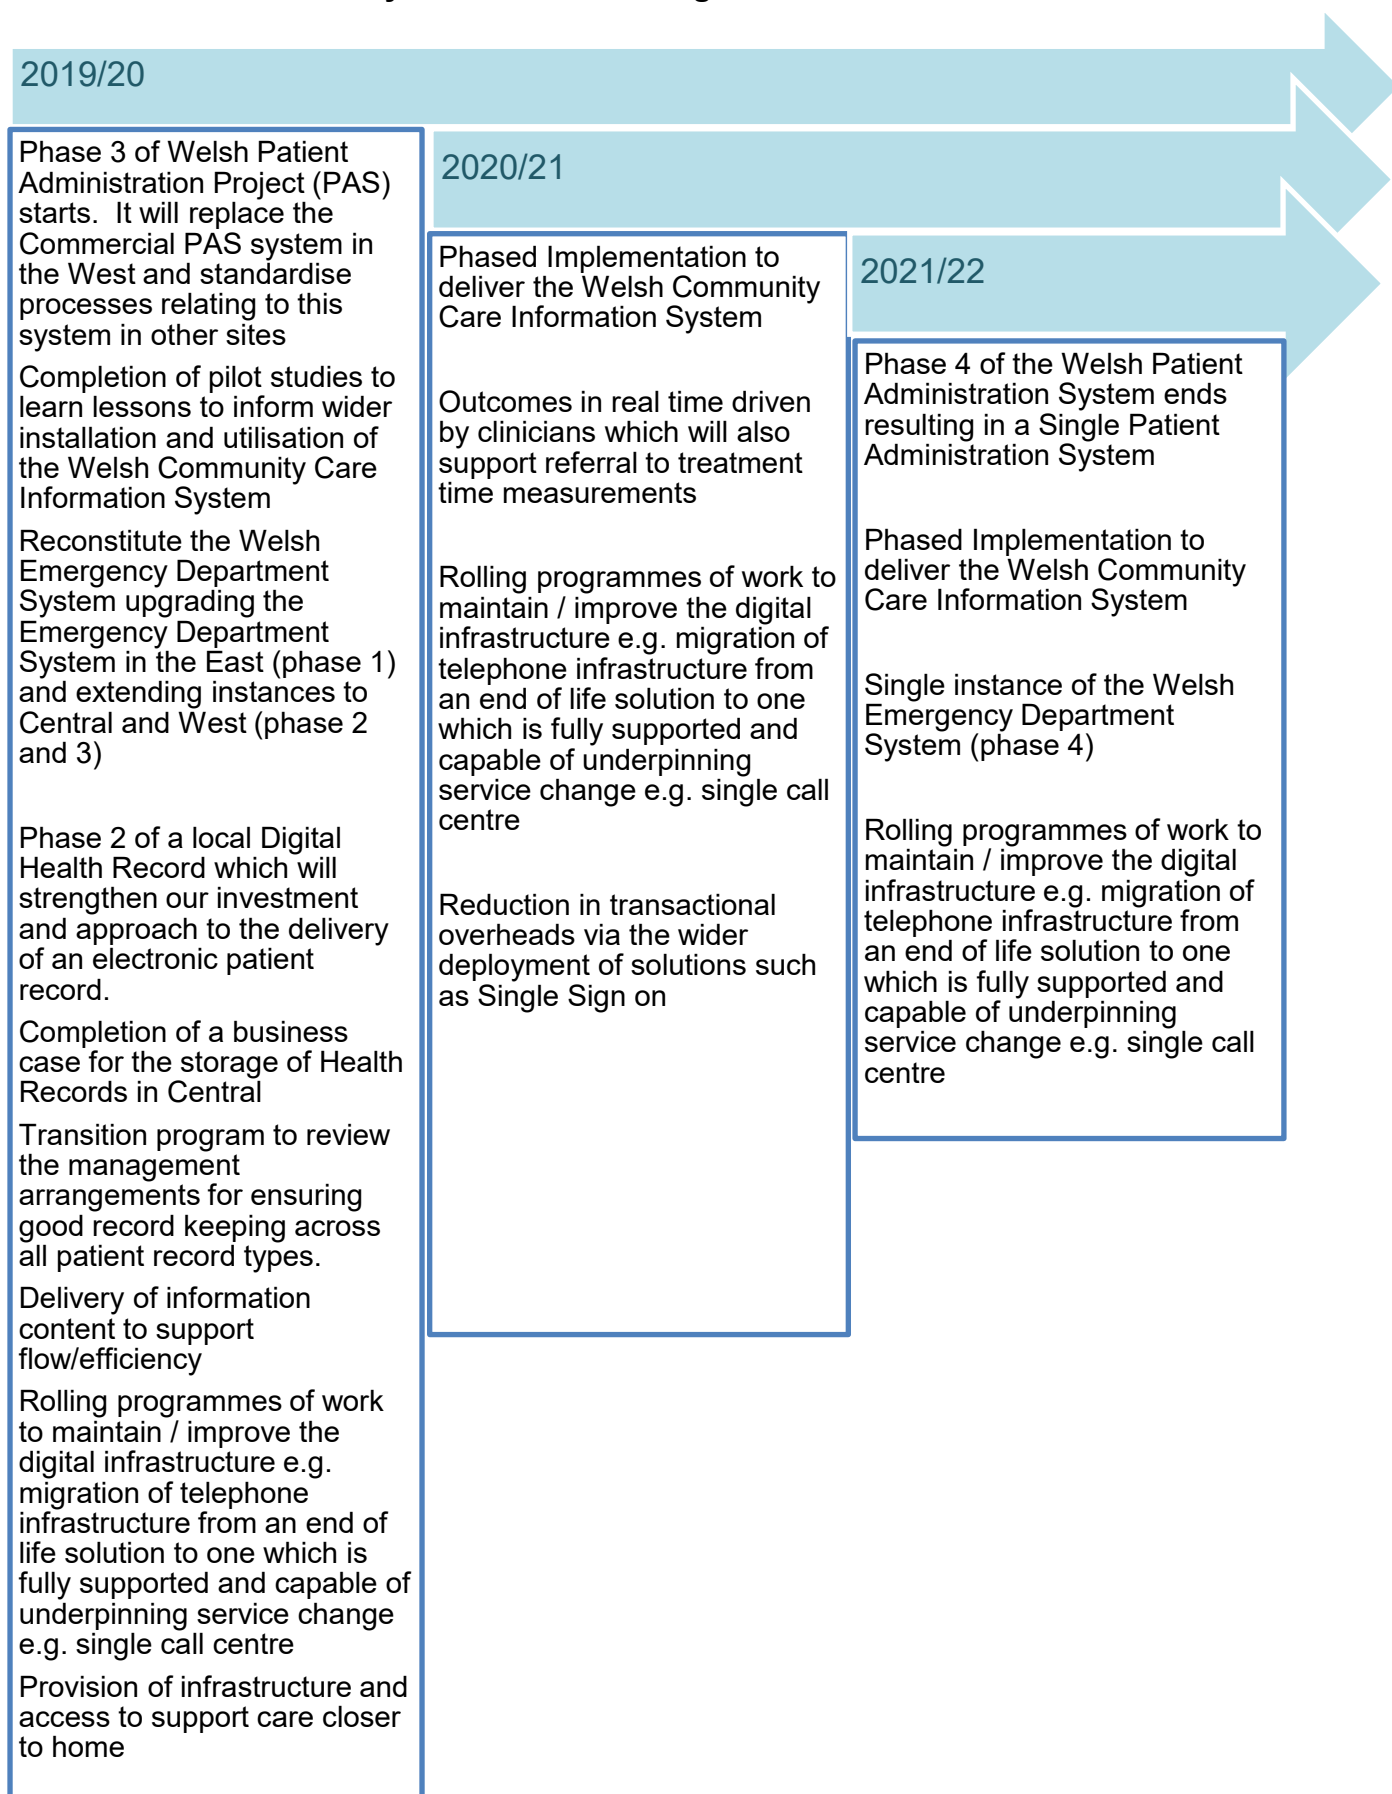 2019/20
Phase 3 of Welsh Patient
Administration Project (PAS)
starts.  It will replace the
Commercial PAS system in
the West and standardise
processes relating to this
system in other sites
Completion of pilot studies to
learn lessons to inform wider
installation and utilisation of
the Welsh Community Care
Information System
Reconstitute the Welsh
Emergency Department
System upgrading the
Emergency Department
System in the East (phase 1)
and extending instances to
Central and West (phase 2
and 3)
Phase 2 of a local Digital
Health Record which will
strengthen our investment
and approach to the delivery
of an electronic patient
record.
Completion of a business
case for the storage of Health
Records in Central
Transition program to review
the management
arrangements for ensuring
good record keeping across
all patient record types.
Delivery of information
content to support
flow/efficiency
Rolling programmes of work
to maintain / improve the
digital infrastructure e.g.
migration of telephone
infrastructure from an end of
life solution to one which is
fully supported and capable of
underpinning service change
e.g. single call centre
Provision of infrastructure and
access to support care closer
to home
2020/21
Phased Implementation to
deliver the Welsh Community
Care Information System
Outcomes in real time driven
by clinicians which will also
support referral to treatment
time measurements
Rolling programmes of work to
maintain / improve the digital
infrastructure e.g. migration of
telephone infrastructure from
an end of life solution to one
which is fully supported and
capable of underpinning
service change e.g. single call
centre
Reduction in transactional
overheads via the wider
deployment of solutions such
as Single Sign on
2021/22
Phase 4 of the Welsh Patient
Administration System ends
resulting in a Single Patient
Administration System
Phased Implementation to
deliver the Welsh Community
Care Information System
Single instance of the Welsh
Emergency Department
System (phase 4)
Rolling programmes of work to
maintain / improve the digital
infrastructure e.g. migration of
telephone infrastructure from
an end of life solution to one
which is fully supported and
capable of underpinning
service change e.g. single call
centre